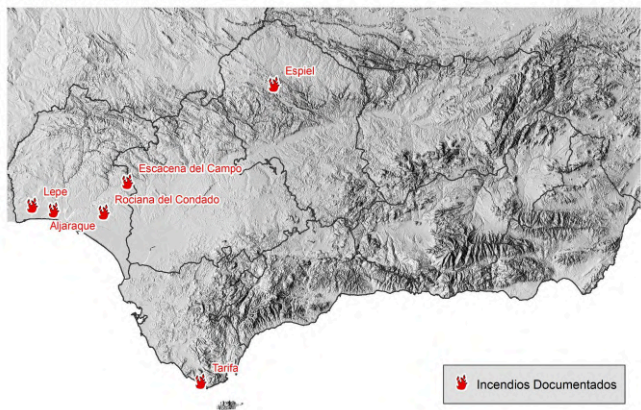 Espiel
Escacena del Campo
Lepe
Rociana del Condado
Aljaraque
Tarifa
Incendios Documentados